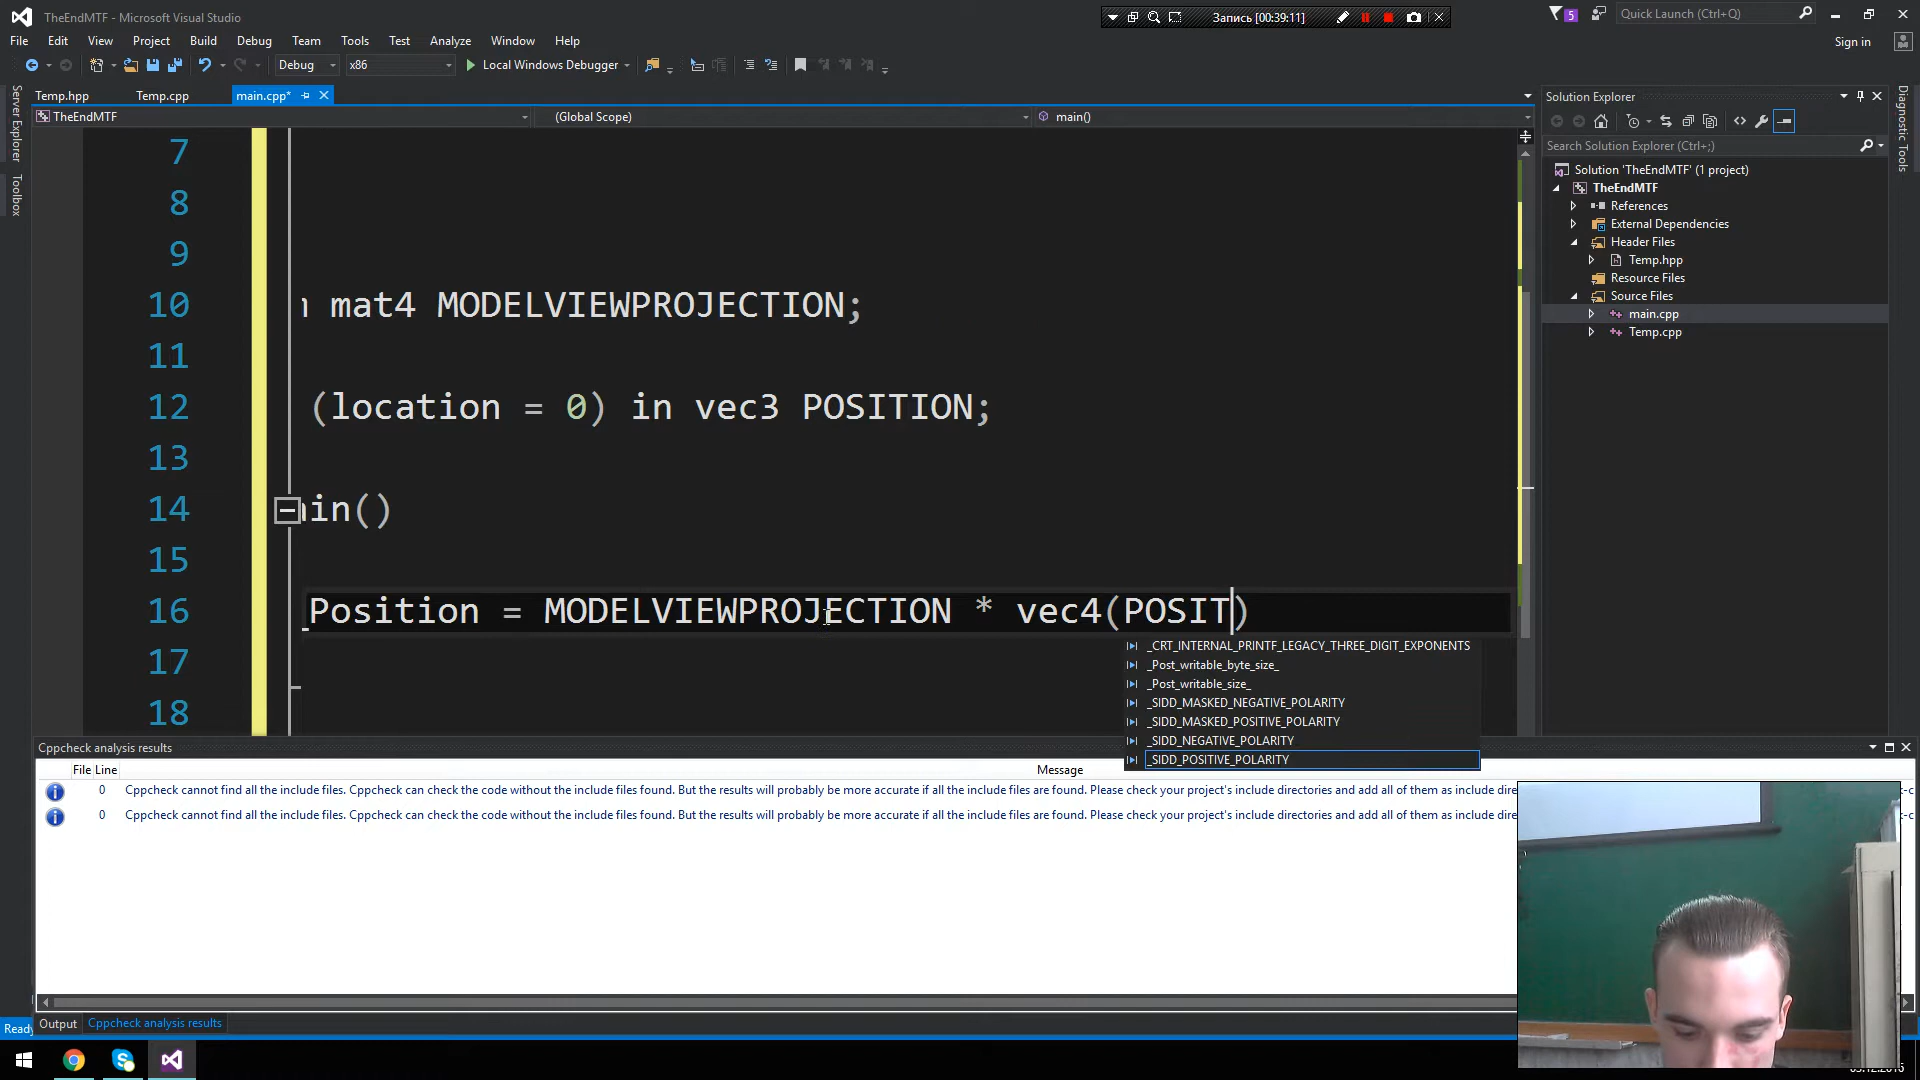 TheEndMTF - Microsoft Visual Studio
Запись [00:39:11]
5
Quick Launch (Ctrl+Q)
File Edit View Project Build Debug Team Tools Test Analyze Window Help
Sign in
Debug x86 Local Windows Debugger
Server Explorer
Toolbox
Temp.hpp Temp.cpp main.cpp*
TheEndMTF (Global Scope) main()
7
8
9
10 mat4 MODELVIEWPROJECTION;
11
12 (location = 0) in vec3 POSITION;
13
14 in()
15
16 _Position = MODELVIEWPROJECTION * vec4(POSIT)
17
18
_CRT_INTERNAL_PRINTF_LEGACY_THREE_DIGIT_EXPONENTS
_Post_writable_byte_size_
_Post_writable_size_
_SIDD_MASKED_NEGATIVE_POLARITY
_SIDD_MASKED_POSITIVE_POLARITY
_SIDD_NEGATIVE_POLARITY
_SIDD_POSITIVE_POLARITY
Solution Explorer
Search Solution Explorer (Ctrl+;)
Solution 'TheEndMTF' (1 project)
TheEndMTF
References
External Dependencies
Header Files
Temp.hpp
Resource Files
Source Files
main.cpp
Temp.cpp
Diagnostic Tools
Cppcheck analysis results
File Line Message
0 Cppcheck cannot find all the include files. Cppcheck can check the code without the include files found. But the results will probably be more accurate if all the include files are found. Please check your project's include directories and add all of them as include dire
0 Cppcheck cannot find all the include files. Cppcheck can check the code without the include files found. But the results will probably be more accurate if all the include files are found. Please check your project's include directories and add all of them as include dire
Output Cppcheck analysis results
Ready